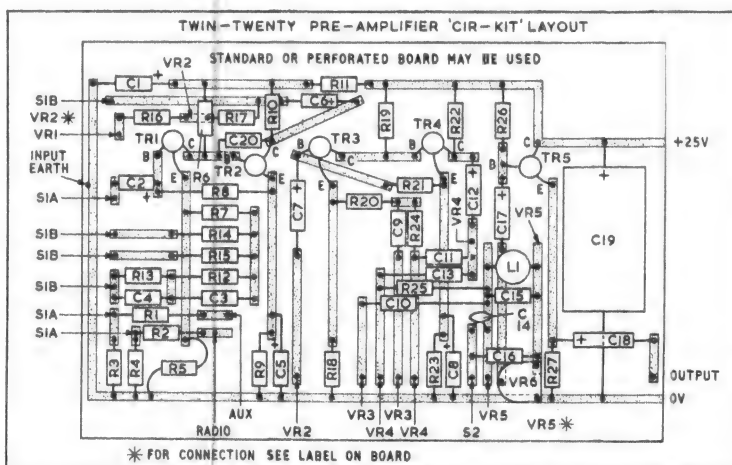 TWIN-TWENTY PRE-AMPLIFIER 'CIR-KIT' LAYOUT
STANDARD OR PERFORATED BOARD MAY BE USED
VR2
C1 +
R11
S1B
VR2*
VR1
R16
R17
R10
C6+
R19
R22
R26
TR1
C20
TR3
TR4
C
+25V
INPUT
EARTH
B
C
TR2
C
B
C
B
C
B
TR5
C2
+
E
R6
R8
E
E
R21
E
E
S1A
R7
C7
+
R20
C9
R24
VR4
C12
+
C17
+
VR5
+
C19
S1B
R14
R15
C11
L1
S1B
R13
R12
C13
R25
C4
C3
C10
C15
S1A
R1
C
14
S1A
R2
C16
+ C18
R3
R4
R5
R9
+
C5
R18
R23
+
C8
VR6
R27
OUTPUT
0V
AUX
VR3
VR3
VR5
RADIO
VR2
VR4
VR4
S2
VR5*
* FOR CONNECTION SEE LABEL ON BOARD